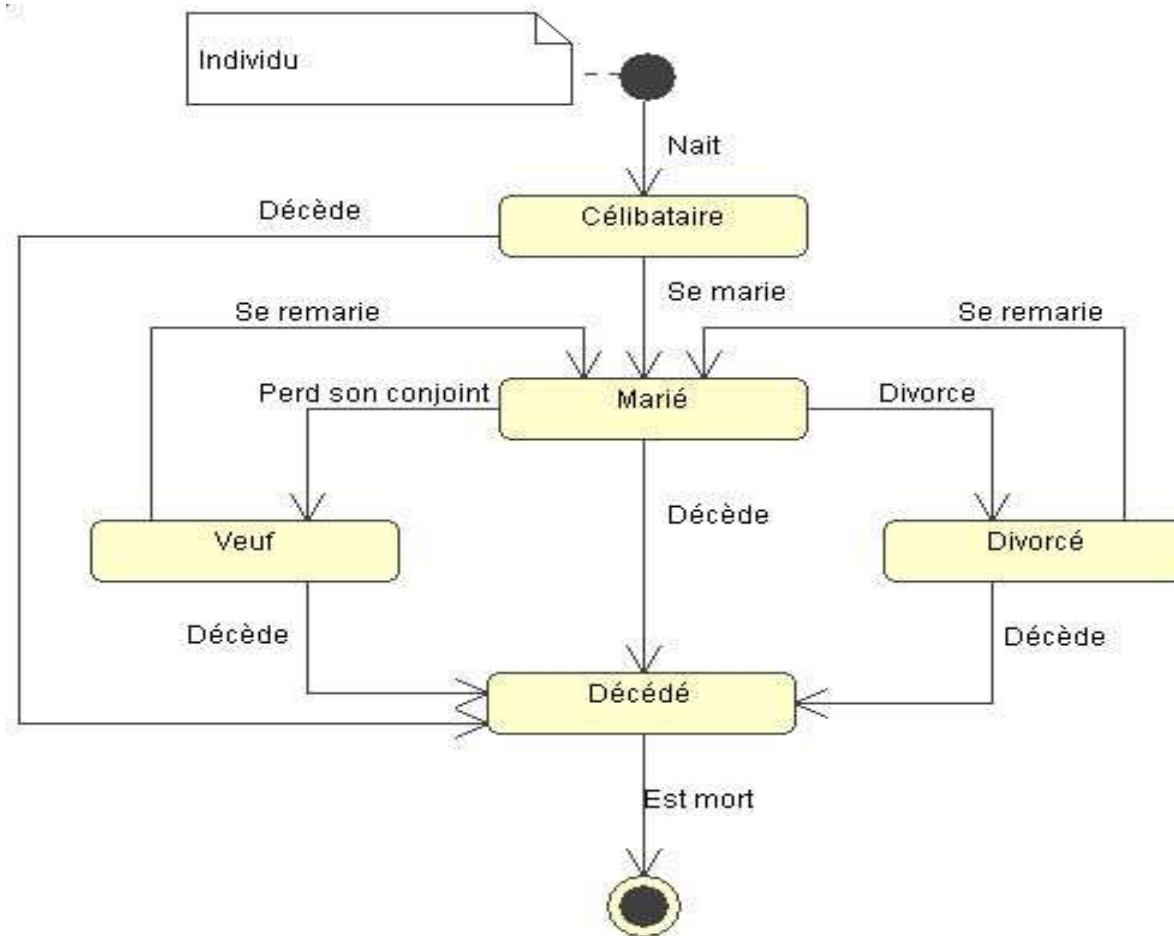 Individu
Nait
Célibataire
Décède
Se marie
Se remarie
Se remarie
Perd son conjoint
Marié
Divorce
Décède
Veuf
Divorcé
Décède
Décède
Décédé
Est mort